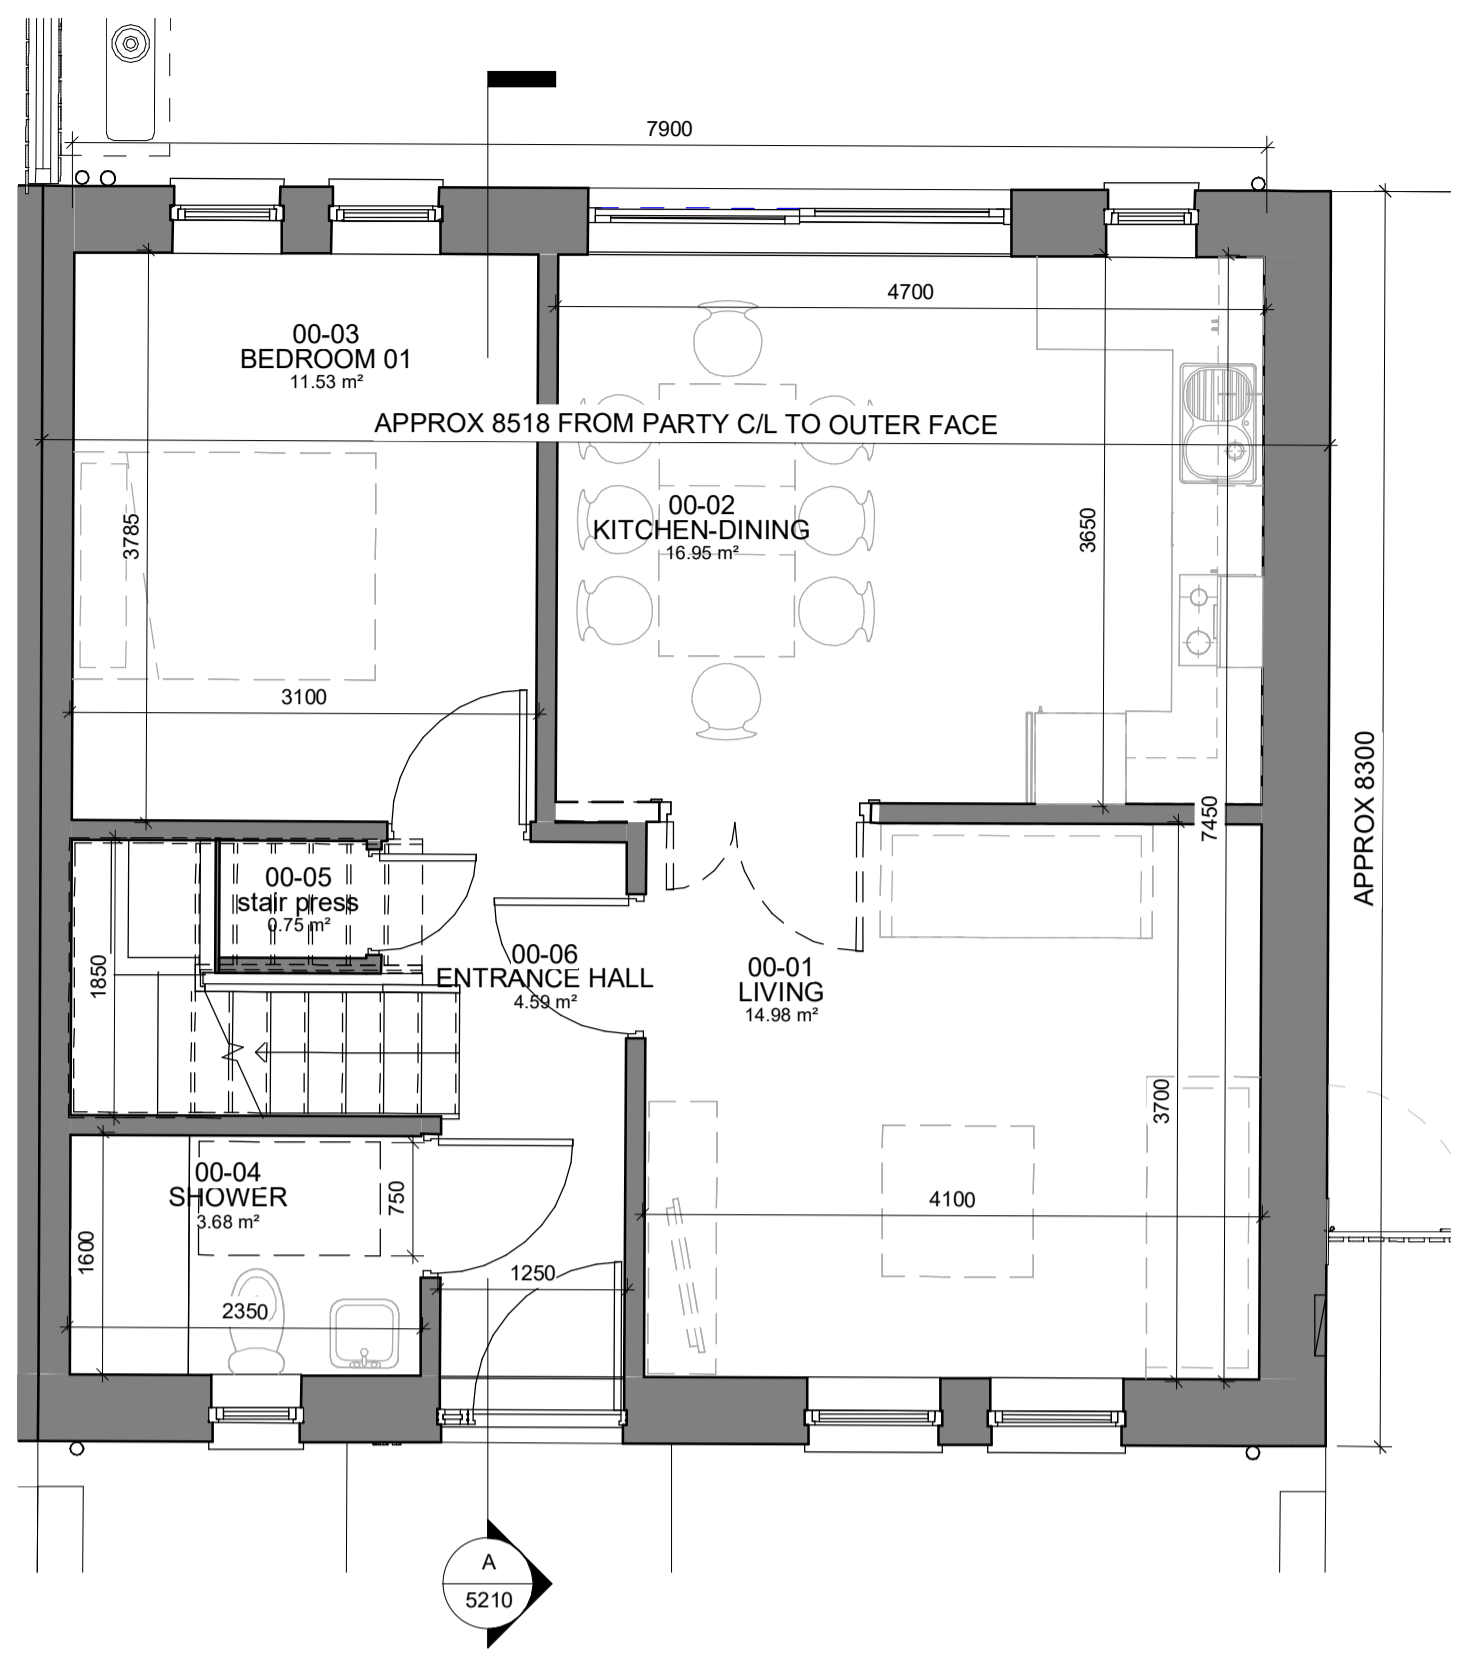 7900
4700
00-03
BEDROOM 01
11.53 m²
APPROX 8518 FROM PARTY C/L TO OUTER FACE
00-02
KITCHEN-DINING
16.95 m²
3785
3650
3100
7450
APPROX 8300
00-05
stair press
0.75 m²
00-06
ENTRANCE HALL
4.59 m²
00-01
LIVING
14.98 m²
1850
3700
00-04
SHOWER
3.68 m²
750
4100
1600
1250
2350
A
5210